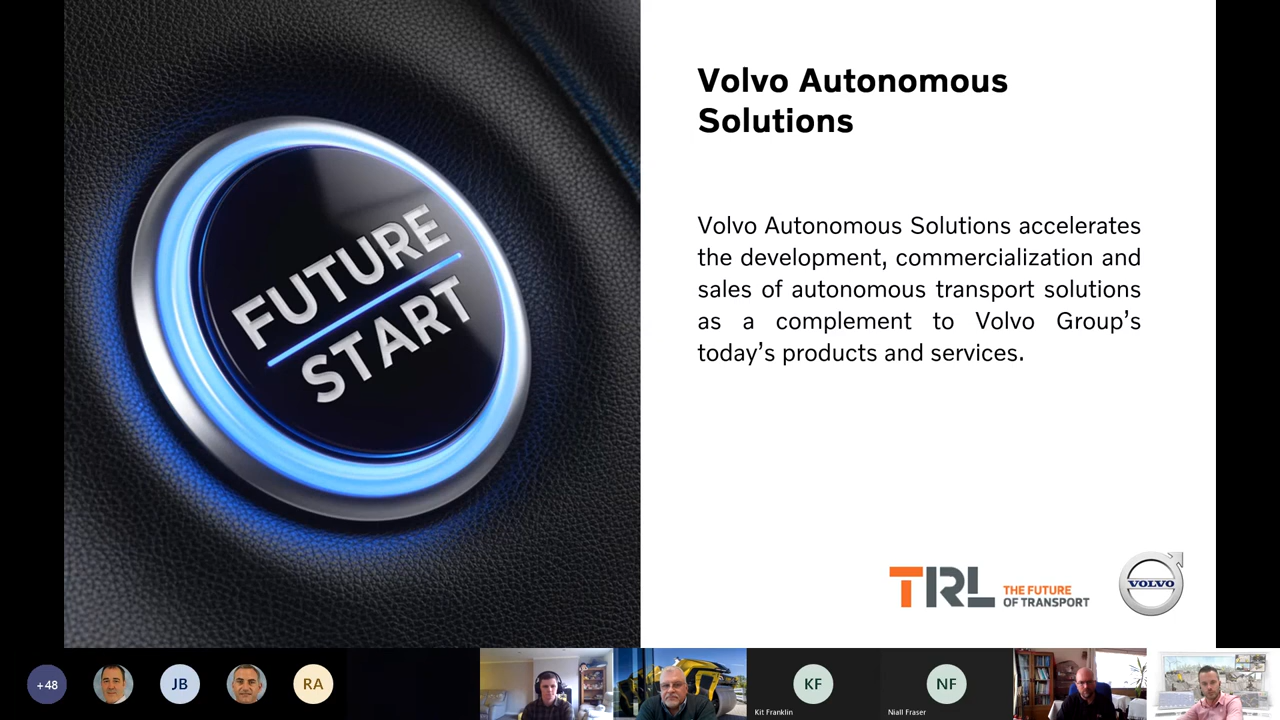 FUTURE
START
Volvo Autonomous
Solutions
Volvo Autonomous Solutions accelerates
the development, commercialization and
sales of autonomous transport solutions
as a complement to Volvo Group’s
today’s products and services.
TRL THE FUTURE
OF TRANSPORT
VOLVO
+48
JB
RA
KF
NF
Kit Franklin
Niall Fraser